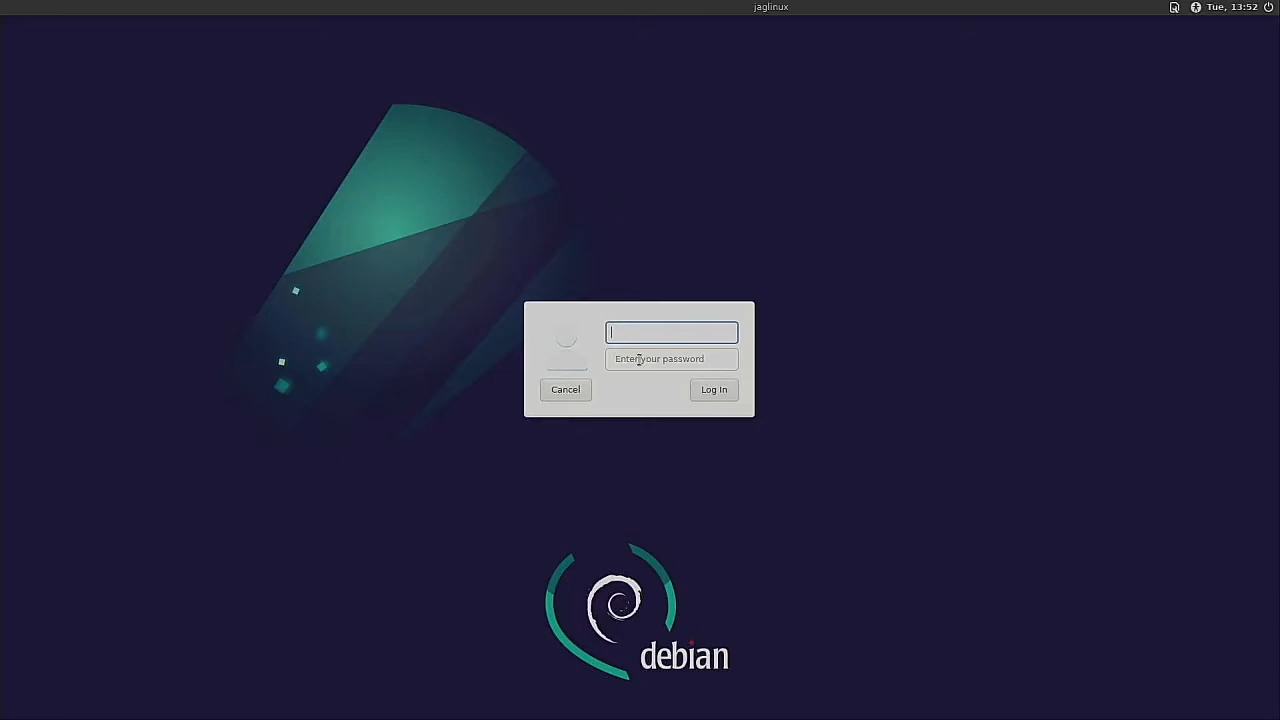 jaglinux
Tue, 13:52
Enter your password
Cancel
Log In
debian